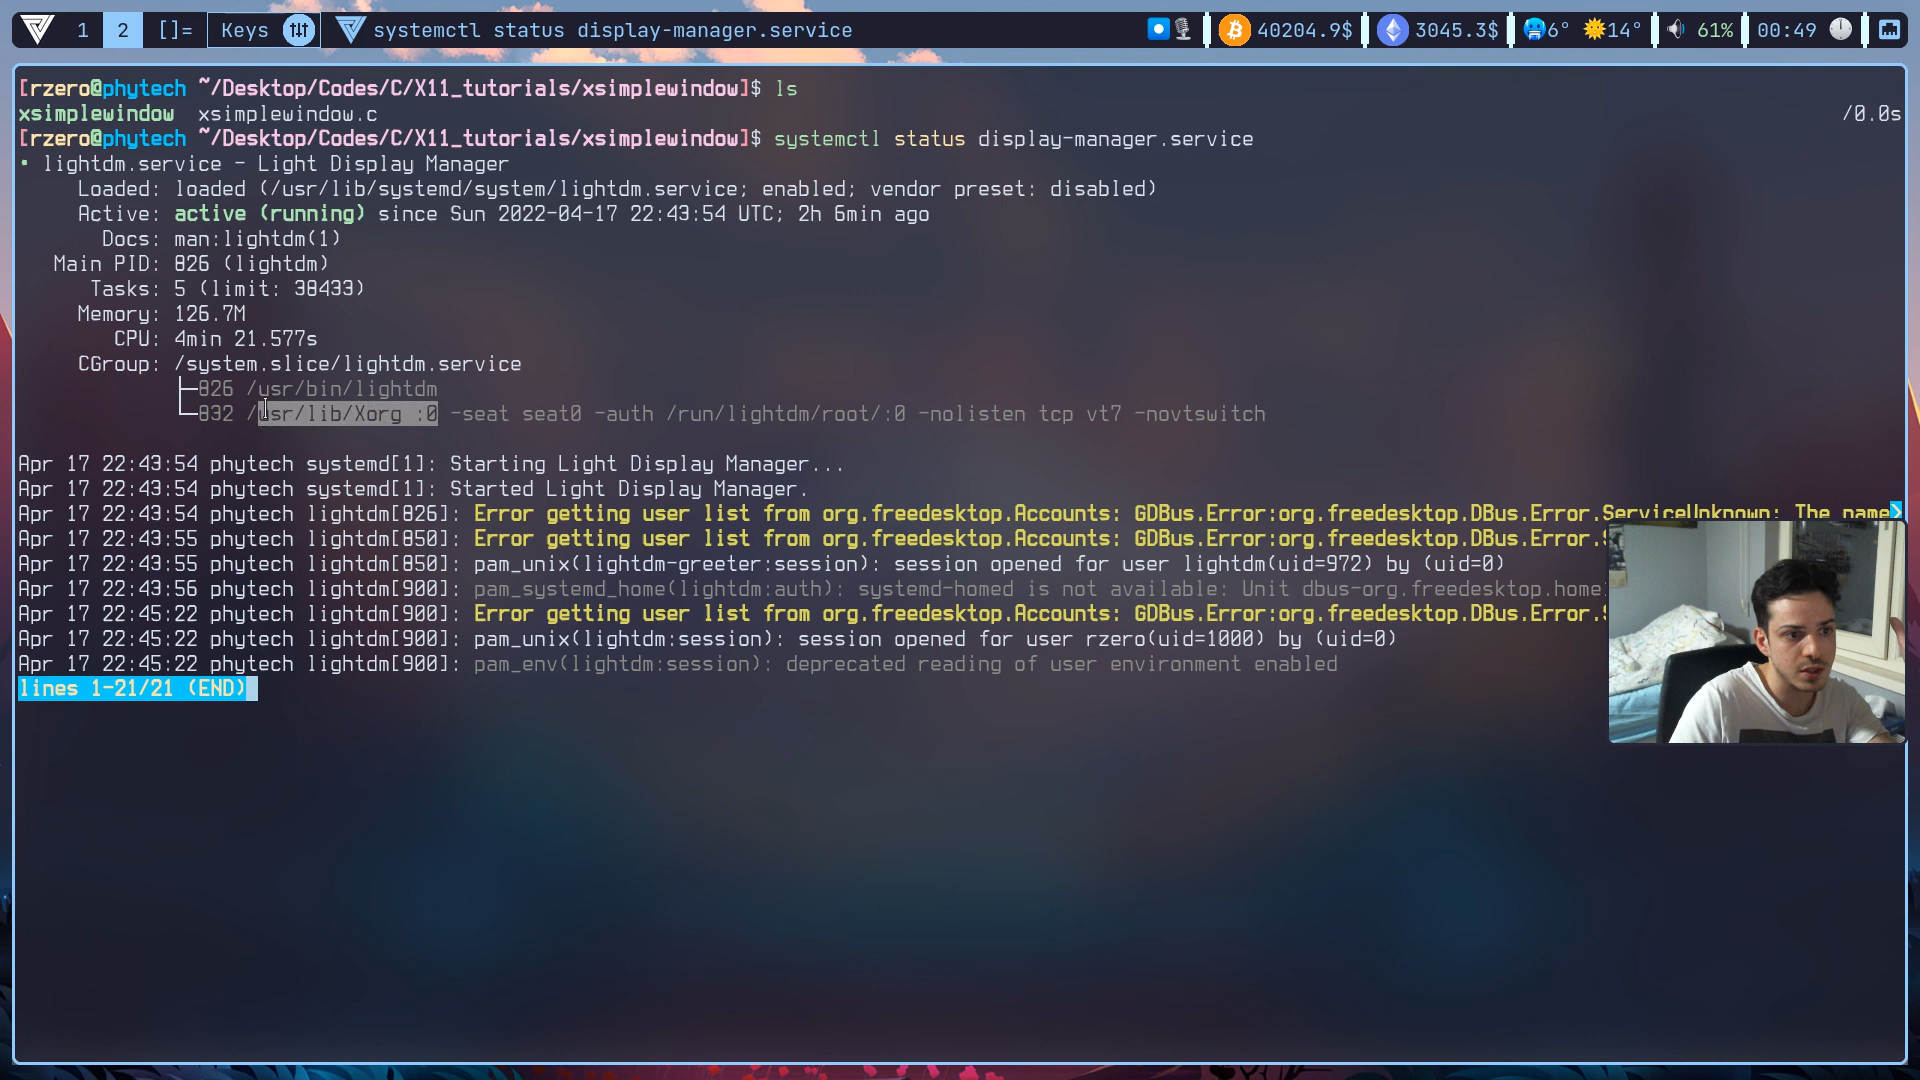 1 2 []= Keys systemctl status display-manager.service 40204.9$ 3045.3$ 6° 14° 61% 00:49
[rzero@phytech ~/Desktop/Codes/C/X11_tutorials/xsimplewindow]$ ls
xsimplewindow xsimplewindow.c /0.0s
[rzero@phytech ~/Desktop/Codes/C/X11_tutorials/xsimplewindow]$ systemctl status display-manager.service
• lightdm.service - Light Display Manager
Loaded: loaded (/usr/lib/systemd/system/lightdm.service; enabled; vendor preset: disabled)
Active: active (running) since Sun 2022-04-17 22:43:54 UTC; 2h 6min ago
Docs: man:lightdm(1)
Main PID: 826 (lightdm)
Tasks: 5 (limit: 38433)
Memory: 126.7M
CPU: 4min 21.577s
CGroup: /system.slice/lightdm.service
├─826 /usr/bin/lightdm
└─832 /usr/lib/Xorg :0 -seat seat0 -auth /run/lightdm/root/:0 -nolisten tcp vt7 -novtswitch
Apr 17 22:43:54 phytech systemd[1]: Starting Light Display Manager...
Apr 17 22:43:54 phytech systemd[1]: Started Light Display Manager.
Apr 17 22:43:54 phytech lightdm[826]: Error getting user list from org.freedesktop.Accounts: GDBus.Error:org.freedesktop.DBus.Error.ServiceUnknown: The name>
Apr 17 22:43:55 phytech lightdm[850]: Error getting user list from org.freedesktop.Accounts: GDBus.Error:org.freedesktop.DBus.Error.
Apr 17 22:43:55 phytech lightdm[850]: pam_unix(lightdm-greeter:session): session opened for user lightdm(uid=972) by (uid=0)
Apr 17 22:43:56 phytech lightdm[900]: pam_systemd_home(lightdm:auth): systemd-homed is not available: Unit dbus-org.freedesktop.home
Apr 17 22:45:22 phytech lightdm[900]: Error getting user list from org.freedesktop.Accounts: GDBus.Error:org.freedesktop.DBus.Error.
Apr 17 22:45:22 phytech lightdm[900]: pam_unix(lightdm:session): session opened for user rzero(uid=1000) by (uid=0)
Apr 17 22:45:22 phytech lightdm[900]: pam_env(lightdm:session): deprecated reading of user environment enabled
lines 1-21/21 (END)